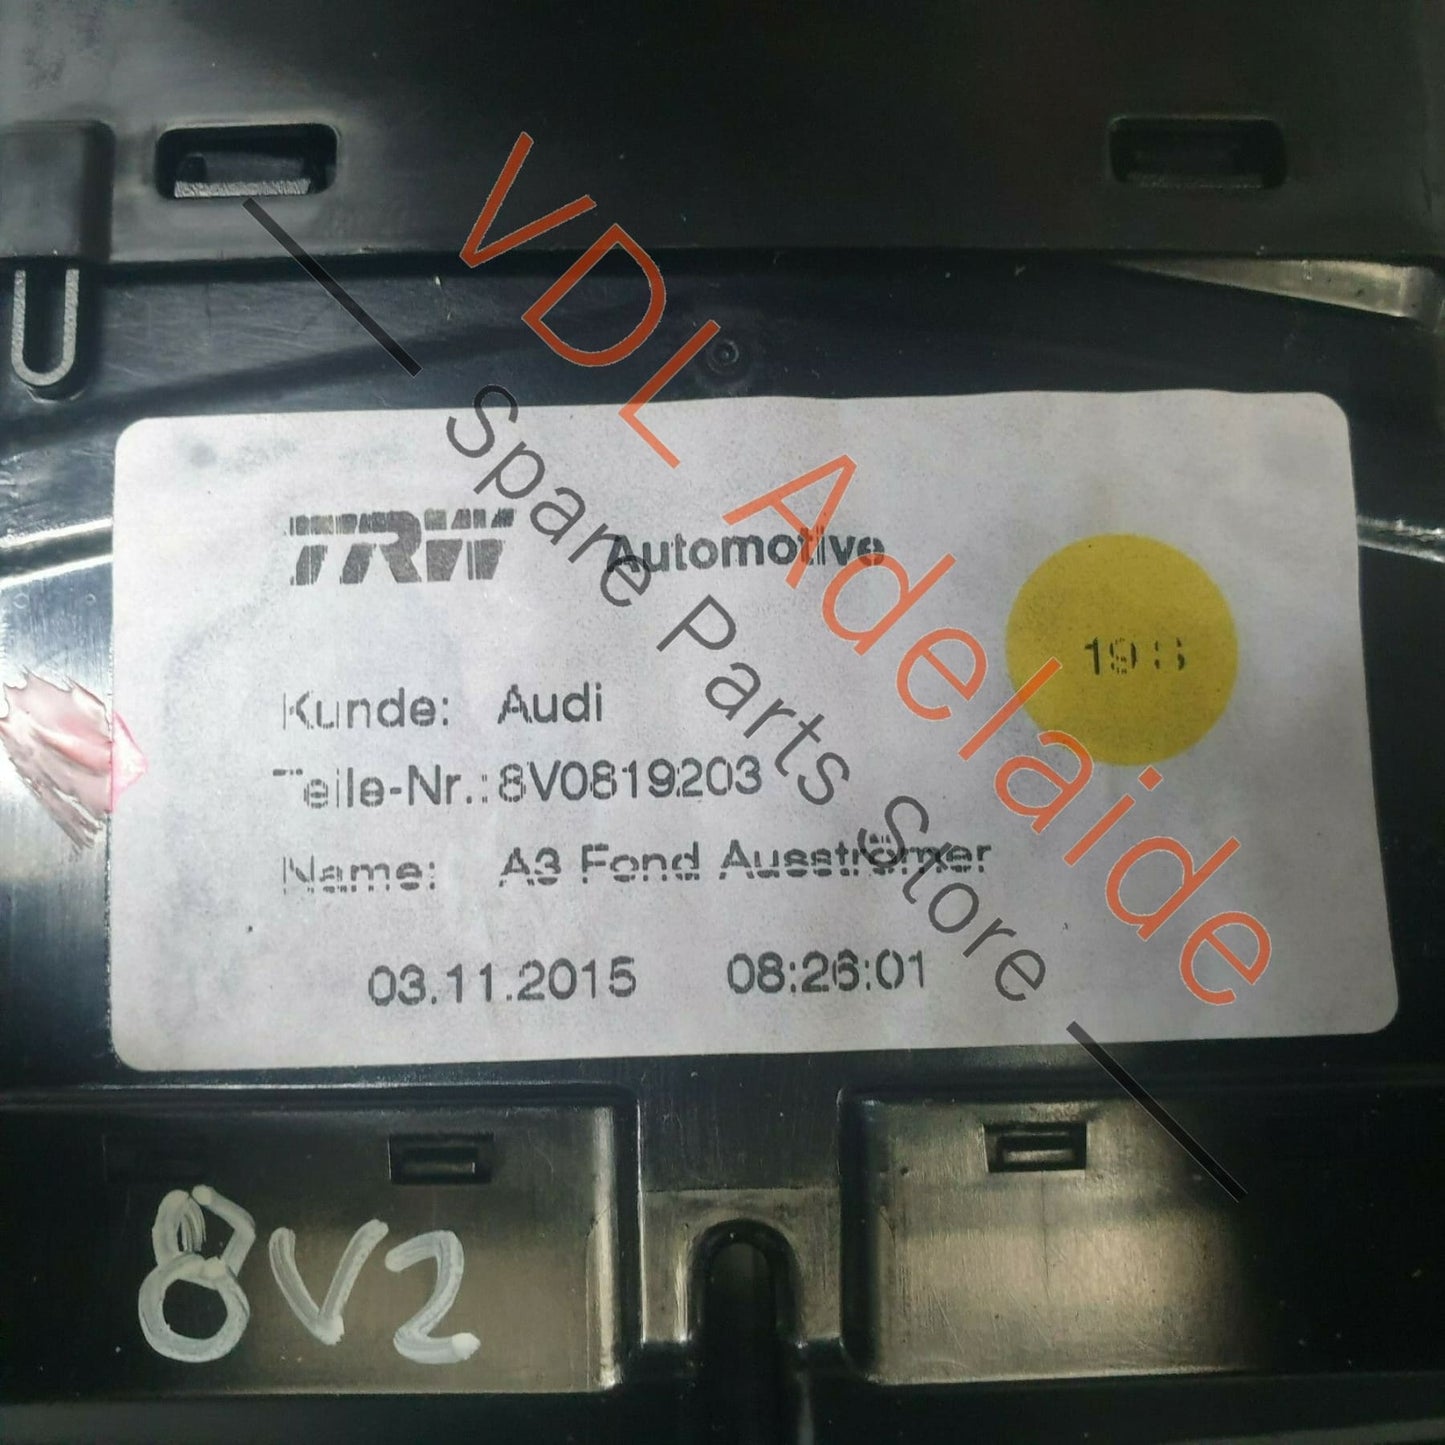 VDL Adelaide
Spare Parts Store
TRW Automotive
Kunde: Audi
Teile-Nr.: 8V0819203
Name: A3 Fond Ausströmer
03.11.2015 08:26:01
8V2